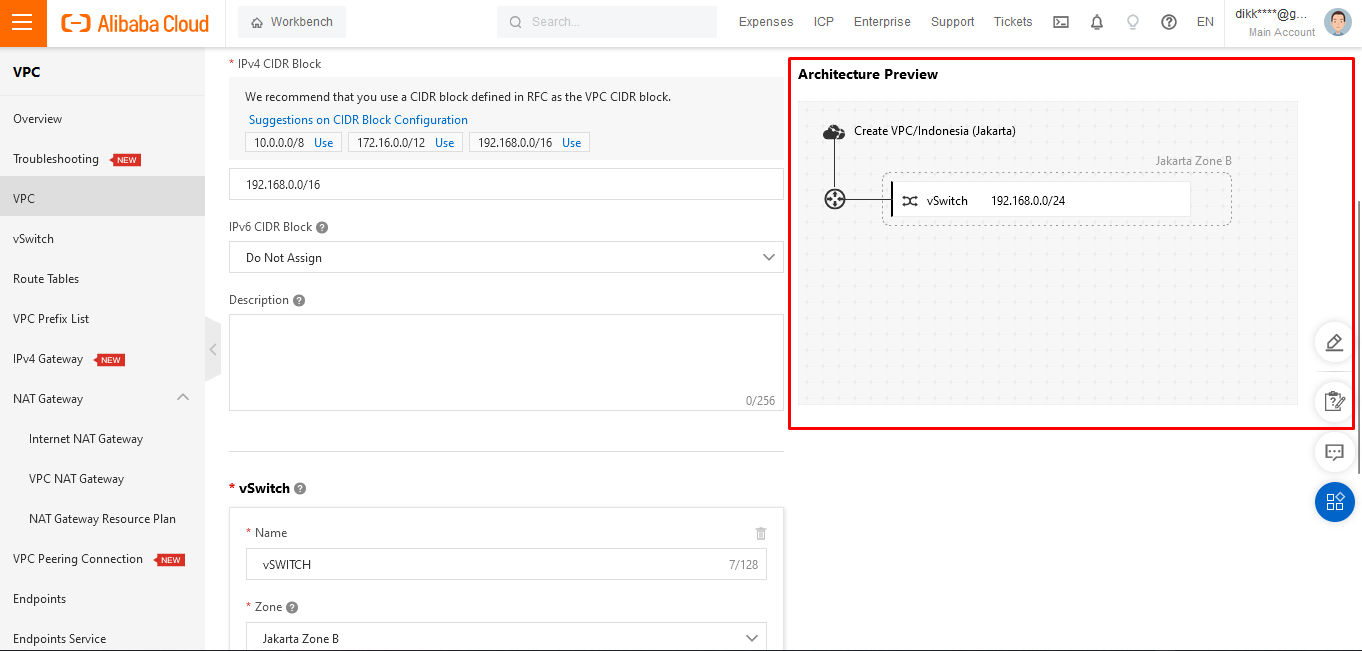 Alibaba Cloud
Workbench
Search...
Expenses
ICP
Enterprise
Support
Tickets
EN
dikk****@g...
Main Account
VPC
Overview
Troubleshooting NEW
VPC
vSwitch
Route Tables
VPC Prefix List
IPv4 Gateway NEW
NAT Gateway
Internet NAT Gateway
VPC NAT Gateway
NAT Gateway Resource Plan
VPC Peering Connection NEW
Endpoints
Endpoints Service
* IPv4 CIDR Block
We recommend that you use a CIDR block defined in RFC as the VPC CIDR block.
Suggestions on CIDR Block Configuration
10.0.0.0/8 Use 172.16.0.0/12 Use 192.168.0.0/16 Use
192.168.0.0/16
IPv6 CIDR Block ?
Do Not Assign
Description ?
0/256
* vSwitch ?
* Name
vSWITCH 7/128
* Zone ?
Jakarta Zone B
Architecture Preview
Create VPC/Indonesia (Jakarta)
Jakarta Zone B
vSwitch 192.168.0.0/24